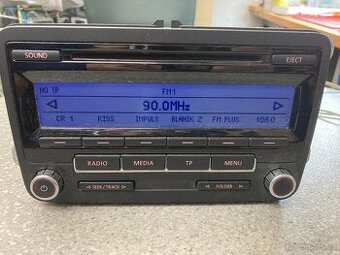 SOUND
EJECT
NO TP FM1
90.0MHz
CR 1 KISS IMPULS BLANIK Z FM PLUS 108.0
RADIO MEDIA TP MENU
SEEK / TRACK FOLDER